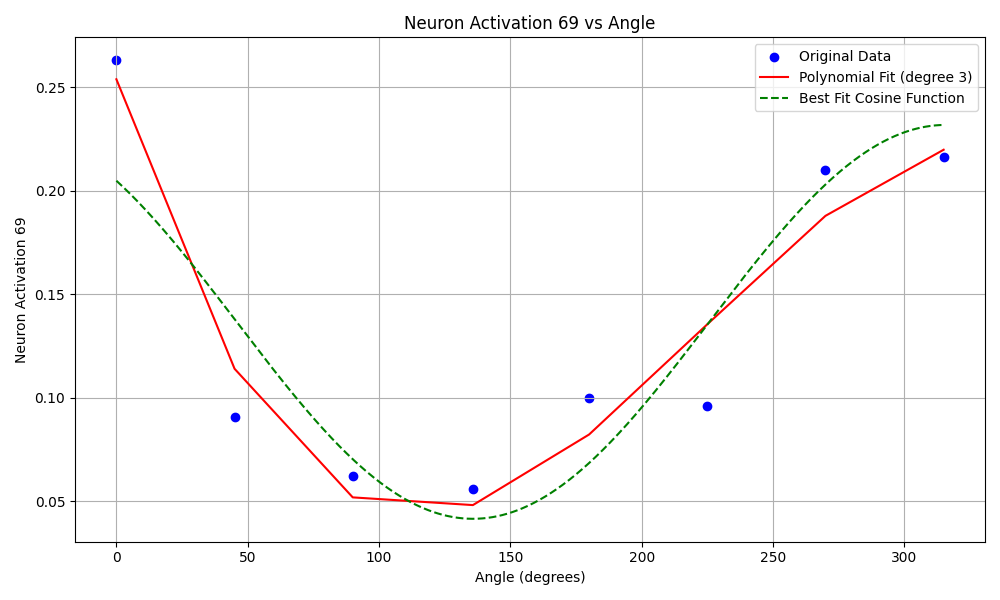 Neuron Activation 69 vs Angle
Original Data
Polynomial Fit (degree 3)
Best Fit Cosine Function
Neuron Activation 69
0.25
0.20
0.15
0.10
0.05
0 50 100 150 200 250 300
Angle (degrees)